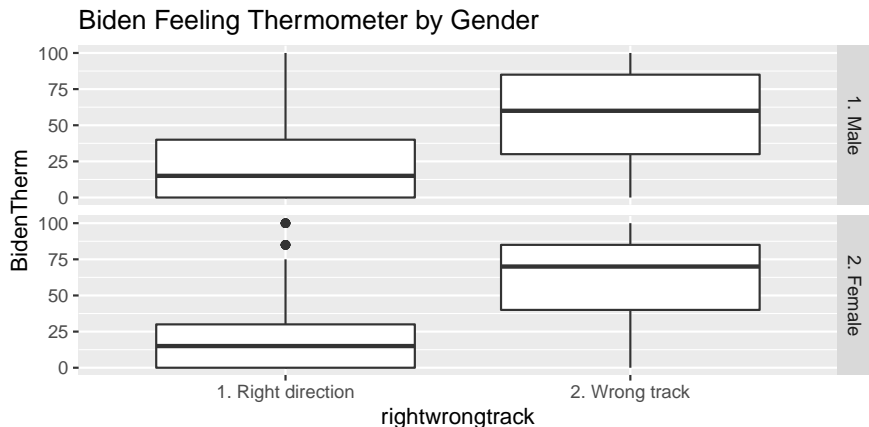 Biden Feeling Thermometer by Gender
BidenTherm
100
75
50
25
0
1. Male
100
75
50
25
0
2. Female
1. Right direction
2. Wrong track
rightwrongtrack